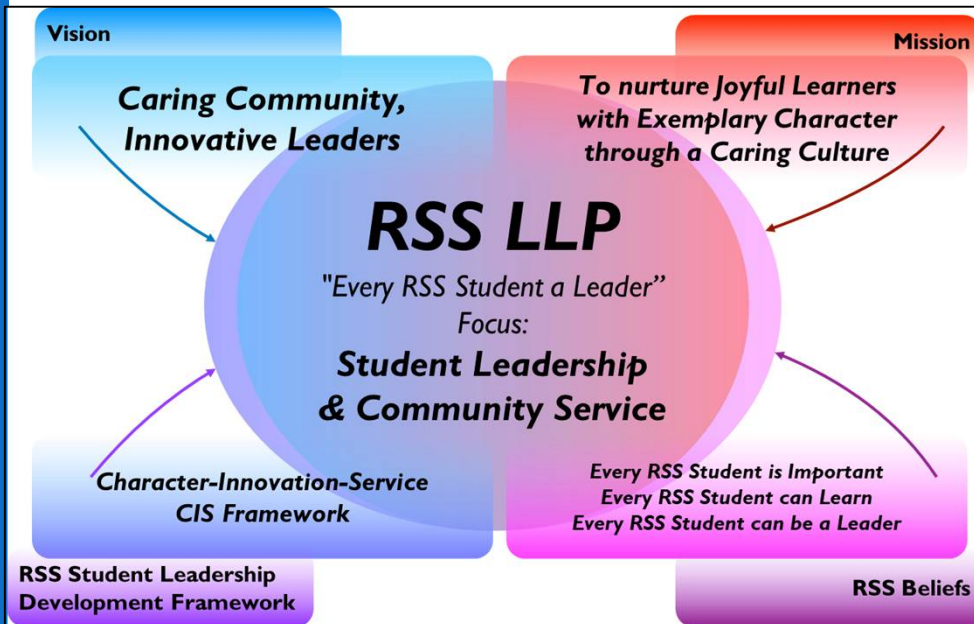 Vision
Caring Community,
Innovative Leaders
Mission
To nurture Joyful Learners
with Exemplary Character
through a Caring Culture
RSS LLP
"Every RSS Student a Leader”
Focus:
Student Leadership
& Community Service
Character-Innovation-Service
CIS Framework
RSS Student Leadership
Development Framework
Every RSS Student is Important
Every RSS Student can Learn
Every RSS Student can be a Leader
RSS Beliefs